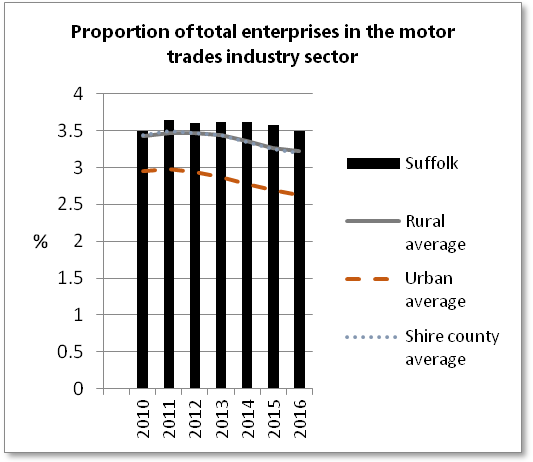 Proportion of total enterprises in the motor
trades industry sector
4
3.5
3
2.5
2
1.5
1
0.5
0
%
2010
2011
2012
2013
2014
2015
2016
Suffolk
Rural
average
Urban
average
Shire county
average